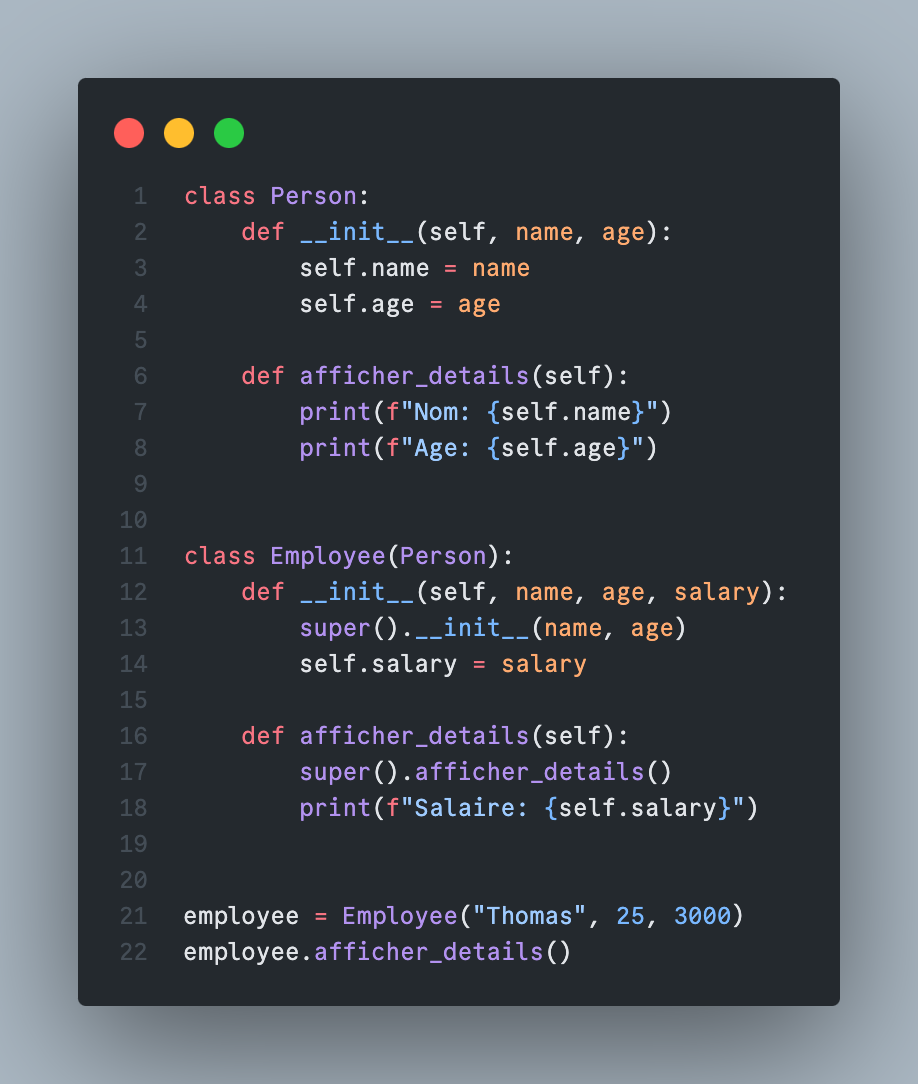 1 class Person:
2     def __init__(self, name, age):
3         self.name = name
4         self.age = age
5
6     def afficher_details(self):
7         print(f"Nom: {self.name}")
8         print(f"Age: {self.age}")
9
10
11 class Employee(Person):
12     def __init__(self, name, age, salary):
13         super().__init__(name, age)
14         self.salary = salary
15
16     def afficher_details(self):
17         super().afficher_details()
18         print(f"Salaire: {self.salary}")
19
20
21 employee = Employee("Thomas", 25, 3000)
22 employee.afficher_details()